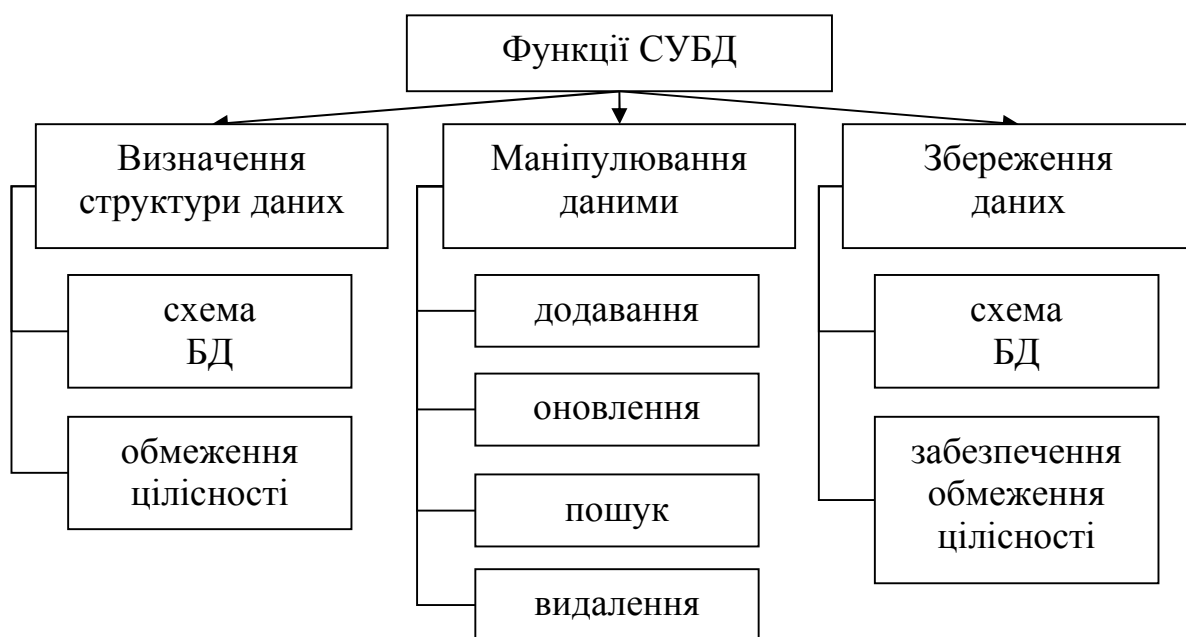 Функції СУБД
Визначення
структури даних
схема
БД
обмеження
цілісності
Маніпулювання
даними
додавання
оновлення
пошук
видалення
Збереження
даних
схема
БД
забезпечення
обмеження
цілісності